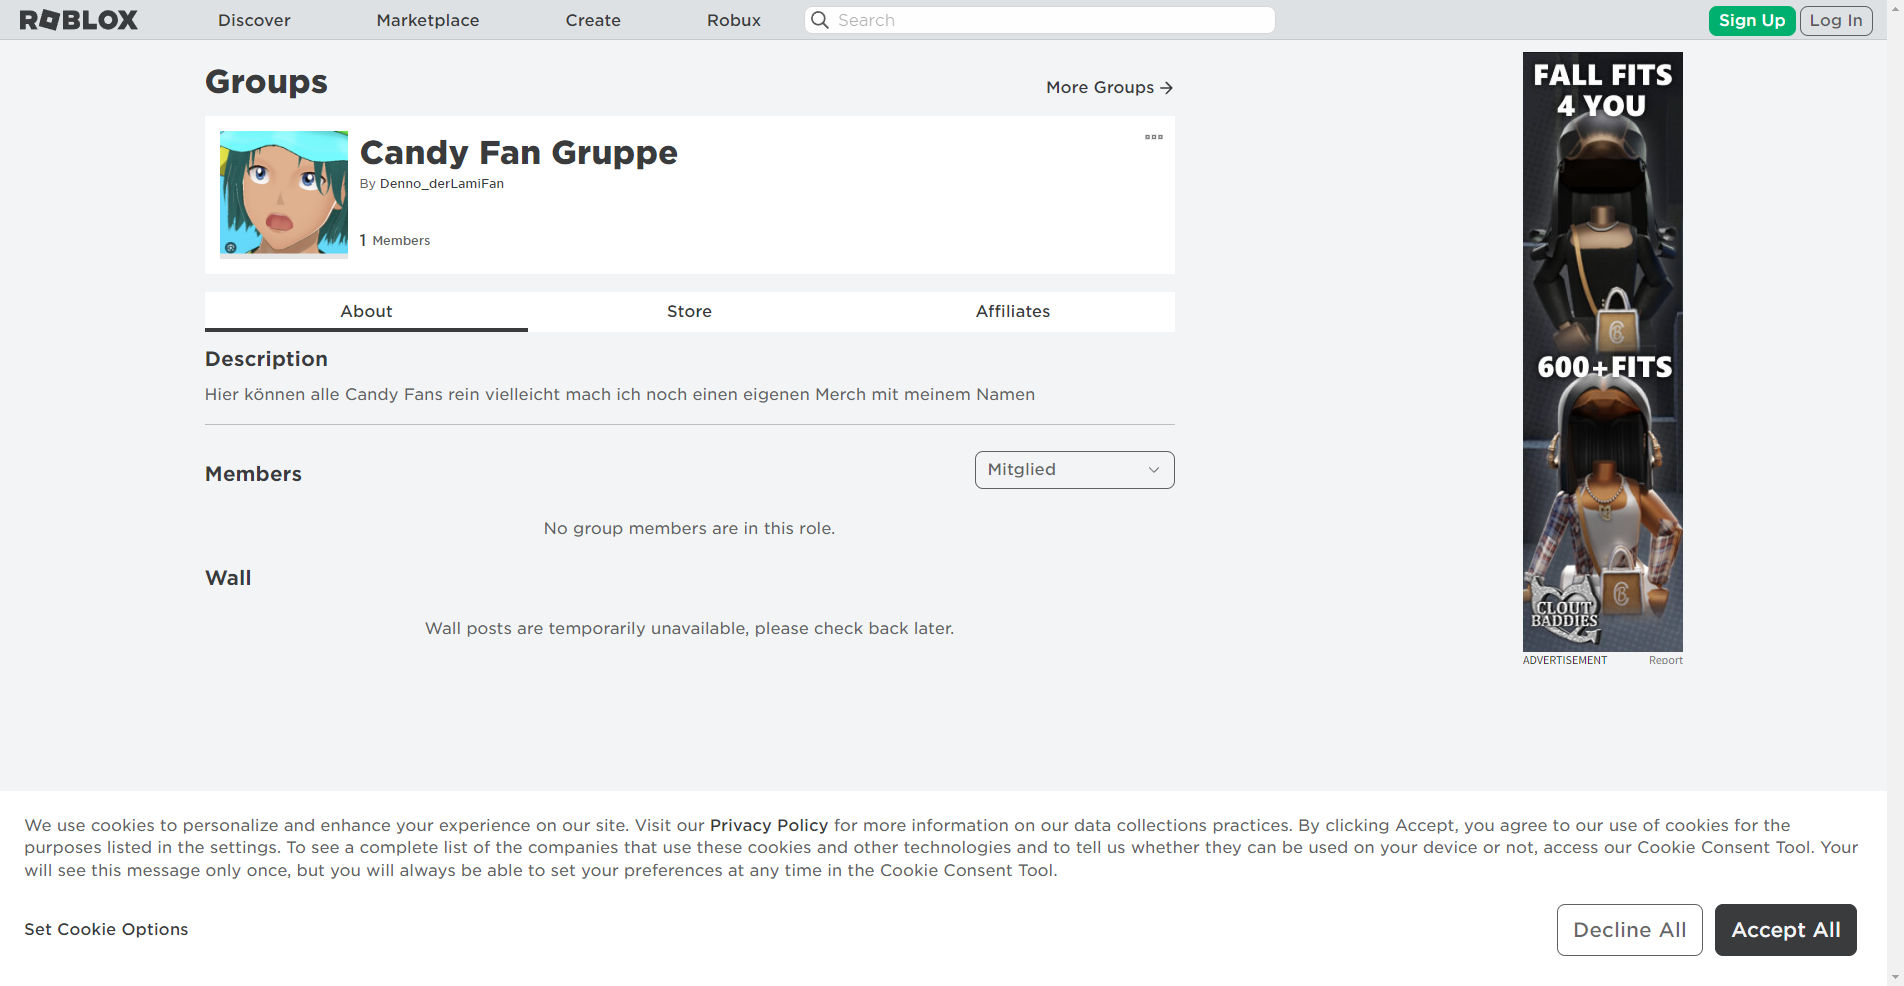 ROBLOX
Discover
Marketplace
Create
Robux
Search
Sign Up
Log In
Groups
More Groups
Candy Fan Gruppe
By Denno_derLamiFan
1 Members
About
Store
Affiliates
Description
Hier können alle Candy Fans rein vielleicht mach ich noch einen eigenen Merch mit meinem Namen
Members
Mitglied
No group members are in this role.
Wall
Wall posts are temporarily unavailable, please check back later.
FALL FITS
4 YOU
600+FITS
CLOUT
BADDIES
ADVERTISEMENT
Report
We use cookies to personalize and enhance your experience on our site. Visit our Privacy Policy for more information on our data collections practices. By clicking Accept, you agree to our use of cookies for the
purposes listed in the settings. To see a complete list of the companies that use these cookies and other technologies and to tell us whether they can be used on your device or not, access our Cookie Consent Tool. Your
will see this message only once, but you will always be able to set your preferences at any time in the Cookie Consent Tool.
Set Cookie Options
Decline All
Accept All